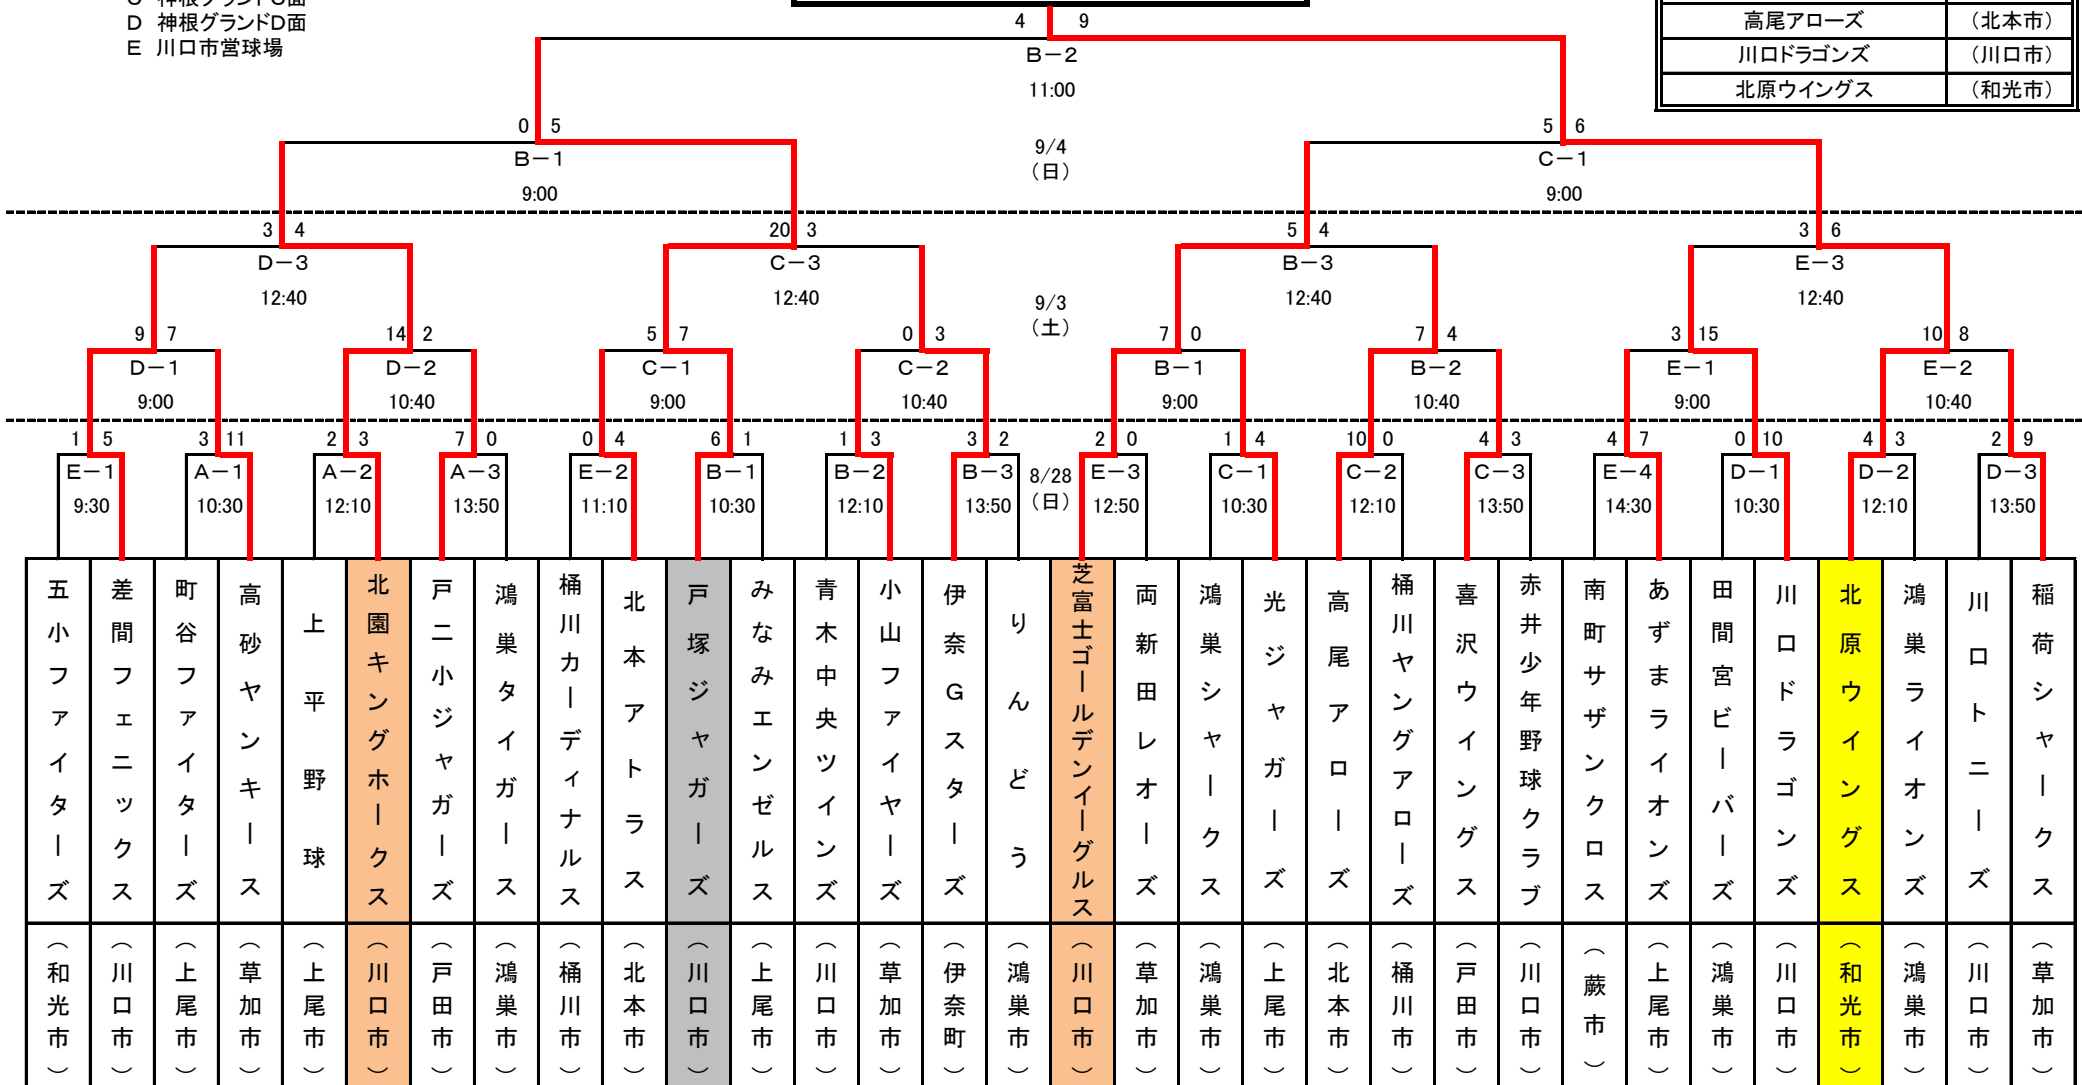 D 神根グランドD面
E 川口市営球場
高尾アローズ （北本市）
川口ドラゴンズ （川口市）
北原ウイングス （和光市）
4 9
B－2
11:00
0 5
B－1
9:00
9/4
（日）
5 6
C－1
9:00
3 4
D－3
12:40
20 3
C－3
12:40
5 4
B－3
12:40
3 6
E－3
12:40
9/3
（土）
9 7
D－1
9:00
14 2
D－2
10:40
5 7
C－1
9:00
0 3
C－2
10:40
7 0
B－1
9:00
7 4
B－2
10:40
3 15
E－1
9:00
10 8
E－2
10:40
1 5
E－1
9:30
3 11
A－1
10:30
2 3
A－2
12:10
7 0
A－3
13:50
0 4
E－2
11:10
6 1
B－1
10:30
1 3
B－2
12:10
3 2
B－3
13:50
8/28
（日）
2 0
E－3
12:50
1 4
C－1
10:30
10 0
C－2
12:10
4 3
C－3
13:50
4 7
E－4
14:30
0 10
D－1
10:30
4 3
D－2
12:10
2 9
D－3
13:50
五小ファイターズ
（和光市）
差間フェニックス
（川口市）
町谷ファイターズ
（上尾市）
高砂ヤンキース
（草加市）
上平野球
（上尾市）
北園キングホークス
（川口市）
戸二小ジャガーズ
（戸田市）
鴻巣タイガース
（鴻巣市）
桶川カーディナルス
（桶川市）
北本アトラス
（北本市）
戸塚ジャガーズ
（川口市）
みなみエンゼルス
（上尾市）
青木中央ツインズ
（川口市）
小山ファイヤーズ
（草加市）
伊奈Gスターズ
（伊奈町）
りんどう
（鴻巣市）
芝富士ゴールデンイーグルス
（川口市）
両新田レオーズ
（草加市）
鴻巣シャークス
（鴻巣市）
光ジャガーズ
（上尾市）
高尾アローズ
（北本市）
桶川ヤングアローズ
（桶川市）
喜沢ウイングス
（戸田市）
赤井少年野球クラブ
（川口市）
南町サザンクロス
（蕨市）
あずまライオンズ
（上尾市）
田間宮ビーバーズ
（鴻巣市）
川口ドラゴンズ
（川口市）
北原ウイングス
（和光市）
鴻巣ライオンズ
（鴻巣市）
川口トニーズ
（川口市）
稲荷シャークス
（草加市）